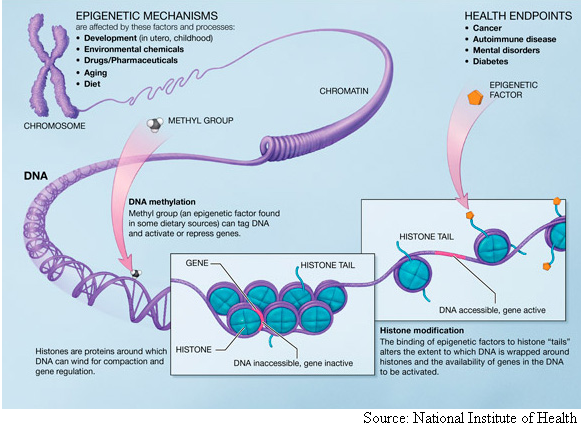 EPIGENETIC MECHANISMS
are affected by these factors and processes:
• Development (in utero, childhood)
• Environmental chemicals
• Drugs/Pharmaceuticals
• Aging
• Diet
HEALTH ENDPOINTS
• Cancer
• Autoimmune disease
• Mental disorders
• Diabetes
EPIGENETIC
FACTOR
CHROMATIN
CHROMOSOME
METHYL GROUP
DNA
DNA methylation
Methyl group (an epigenetic factor found
in some dietary sources) can tag DNA
and activate or repress genes.
HISTONE TAIL
GENE
HISTONE TAIL
DNA accessible, gene active
HISTONE
DNA inaccessible, gene inactive
Histones are proteins around which
DNA can wind for compaction and
gene regulation.
Histone modification
The binding of epigenetic factors to histone “tails”
alters the extent to which DNA is wrapped around
histones and the availability of genes in the DNA
to be activated.
Source: National Institute of Health